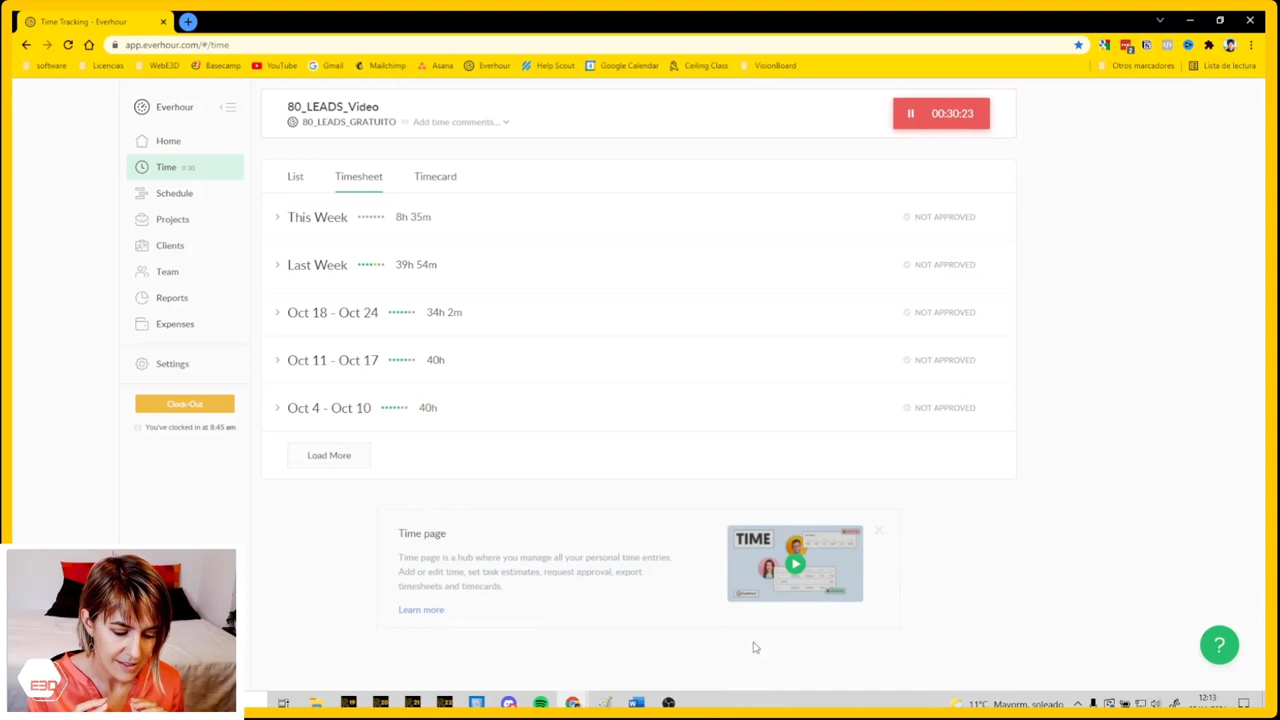 Time Tracking - Everhour
app.everhour.com/#/time
software
Licencias
WebE3D
Basecamp
YouTube
Gmail
Mailchimp
Asana
Everhour
Help Scout
Google Calendar
Ceiling Class
VisionBoard
Otros marcadores
Lista de lectura
Everhour
Home
Time 0:30
Schedule
Projects
Clients
Team
Reports
Expenses
Settings
Clock-Out
You've clocked in at 8:45 am
80_LEADS_Video
80_LEADS_GRATUITO
Add time comments...
00:30:23
List
Timesheet
Timecard
This Week 8h 35m NOT APPROVED
Last Week 39h 54m NOT APPROVED
Oct 18 - Oct 24 34h 2m NOT APPROVED
Oct 11 - Oct 17 40h NOT APPROVED
Oct 4 - Oct 10 40h NOT APPROVED
Load More
Time page
Time page is a hub where you manage all your personal time entries.
Add or edit time, set task estimates, request approval, export
timesheets and timecards.
Learn more
TIME
Everhour
?
E3D
11°C Mayorm. soleado
12:13